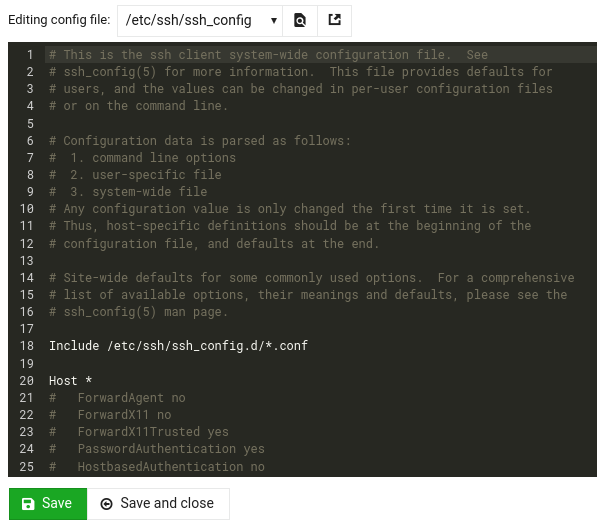 Editing config file: /etc/ssh/ssh_config
1 # This is the ssh client system-wide configuration file.  See
2 # ssh_config(5) for more information.  This file provides defaults for
3 # users, and the values can be changed in per-user configuration files
4 # or on the command line.
5
6 # Configuration data is parsed as follows:
7 #  1. command line options
8 #  2. user-specific file
9 #  3. system-wide file
10 # Any configuration value is only changed the first time it is set.
11 # Thus, host-specific definitions should be at the beginning of the
12 # configuration file, and defaults at the end.
13
14 # Site-wide defaults for some commonly used options.  For a comprehensive
15 # list of available options, their meanings and defaults, please see the
16 # ssh_config(5) man page.
17
18 Include /etc/ssh/ssh_config.d/*.conf
19
20 Host *
21 #   ForwardAgent no
22 #   ForwardX11 no
23 #   ForwardX11Trusted yes
24 #   PasswordAuthentication yes
25 #   HostbasedAuthentication no
Save Save and close